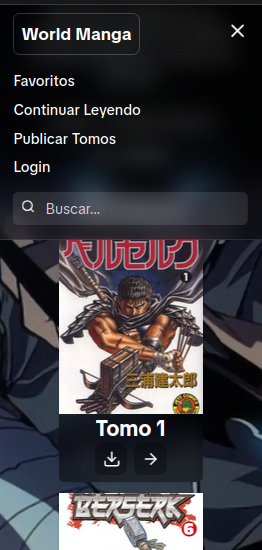 World Manga
Favoritos
Continuar Leyendo
Publicar Tomos
Login
Buscar...
ベルセルク
1
三浦建太郎
Tomo 1
BERSERK
6